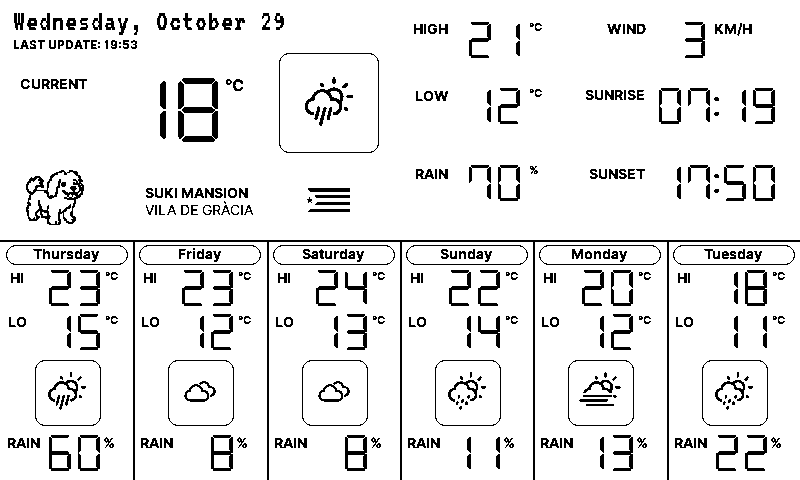 Wednesday, October 29
LAST UPDATE: 19:53
CURRENT 18 °C
SUKI MANSION
VILA DE GRÀCIA
HIGH 21 °C
LOW 12 °C
RAIN 70 %
WIND 3 KM/H
SUNRISE 07:19
SUNSET 17:50
Thursday
HI 23 °C
LO 15 °C
RAIN 60 %
Friday
HI 23 °C
LO 12 °C
RAIN 8 %
Saturday
HI 24 °C
LO 13 °C
RAIN 8 %
Sunday
HI 22 °C
LO 14 °C
RAIN 11 %
Monday
HI 20 °C
LO 12 °C
RAIN 13 %
Tuesday
HI 18 °C
LO 11 °C
RAIN 22 %